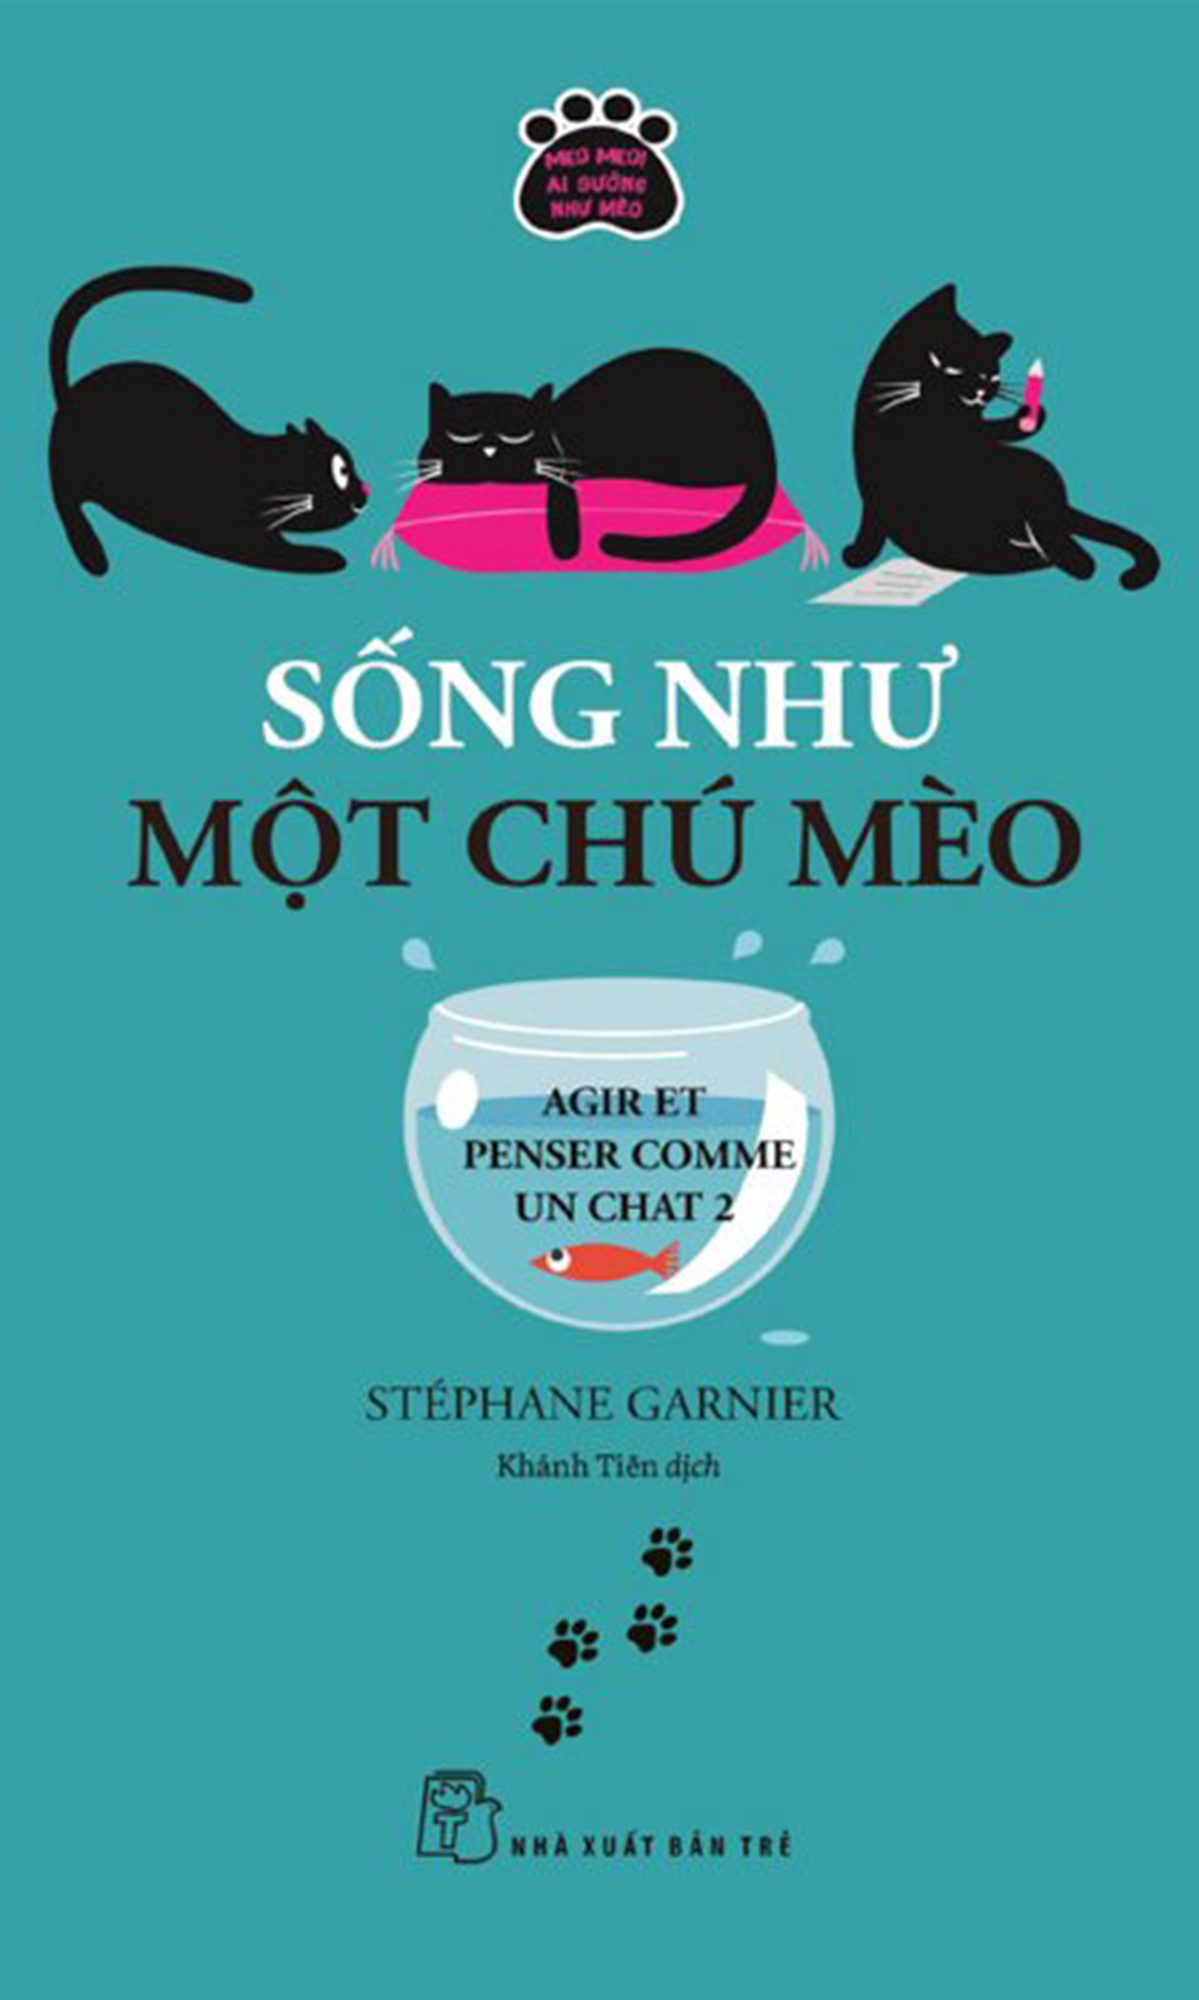 MEO MEO!
AI SƯỚNG
NHƯ MÈO
SỐNG NHƯ
MỘT CHÚ MÈO
AGIR ET
PENSER COMME
UN CHAT 2
STÉPHANE GARNIER
Khánh Tiên dịch
NHÀ XUẤT BẢN TRẺ